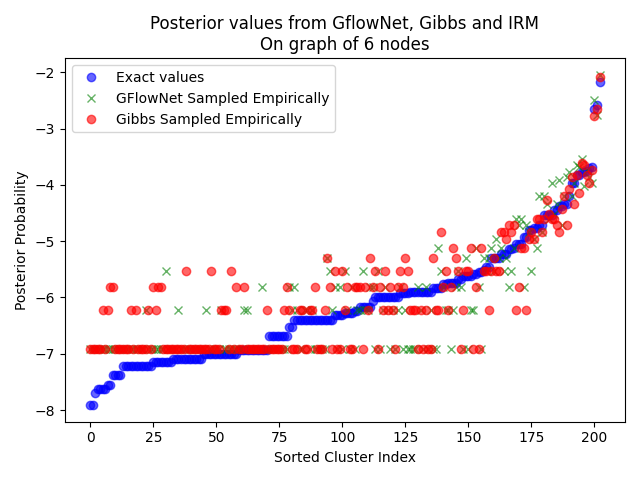 Posterior values from GflowNet, Gibbs and IRM
On graph of 6 nodes
Exact values
GFlowNet Sampled Empirically
Gibbs Sampled Empirically
Posterior Probability
−2
−3
−4
−5
−6
−7
−8
0 25 50 75 100 125 150 175 200
Sorted Cluster Index